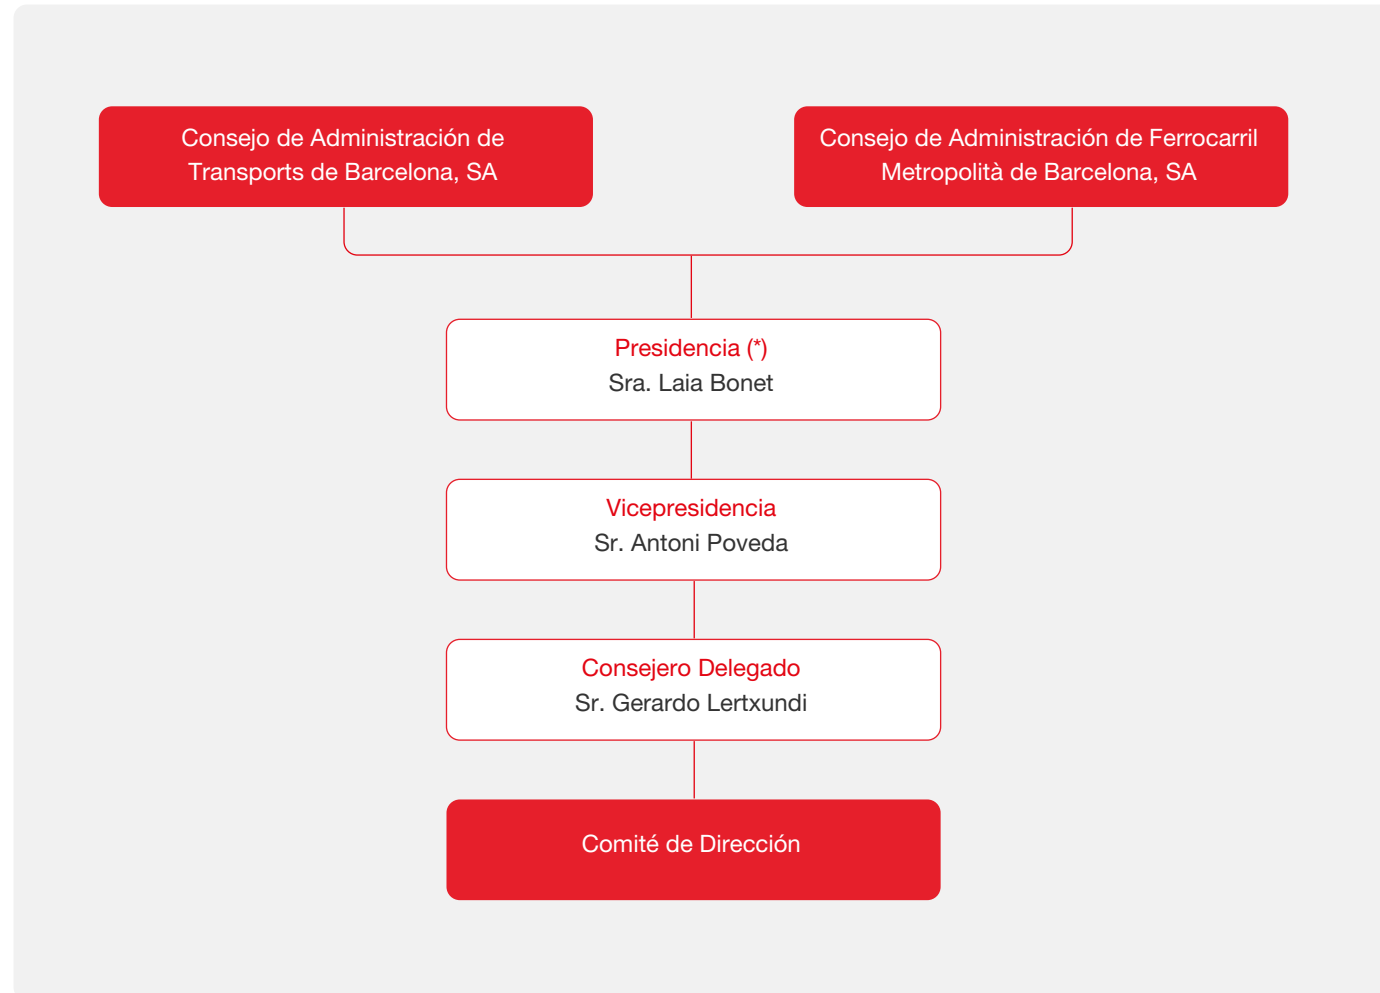 Consejo de Administración de
Transports de Barcelona, SA
Consejo de Administración de Ferrocarril
Metropolità de Barcelona, SA
Presidencia (*)
Sra. Laia Bonet
Vicepresidencia
Sr. Antoni Poveda
Consejero Delegado
Sr. Gerardo Lertxundi
Comité de Dirección